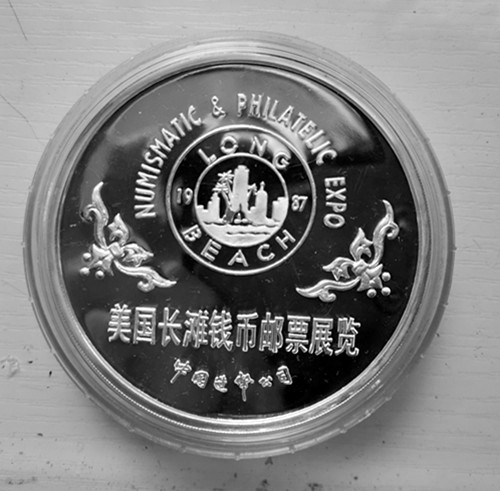 NUMISMATIC & PHILATELIC EXPO
LONG
19 87
BEACH
美国长滩钱币邮票展览
中国造币公司